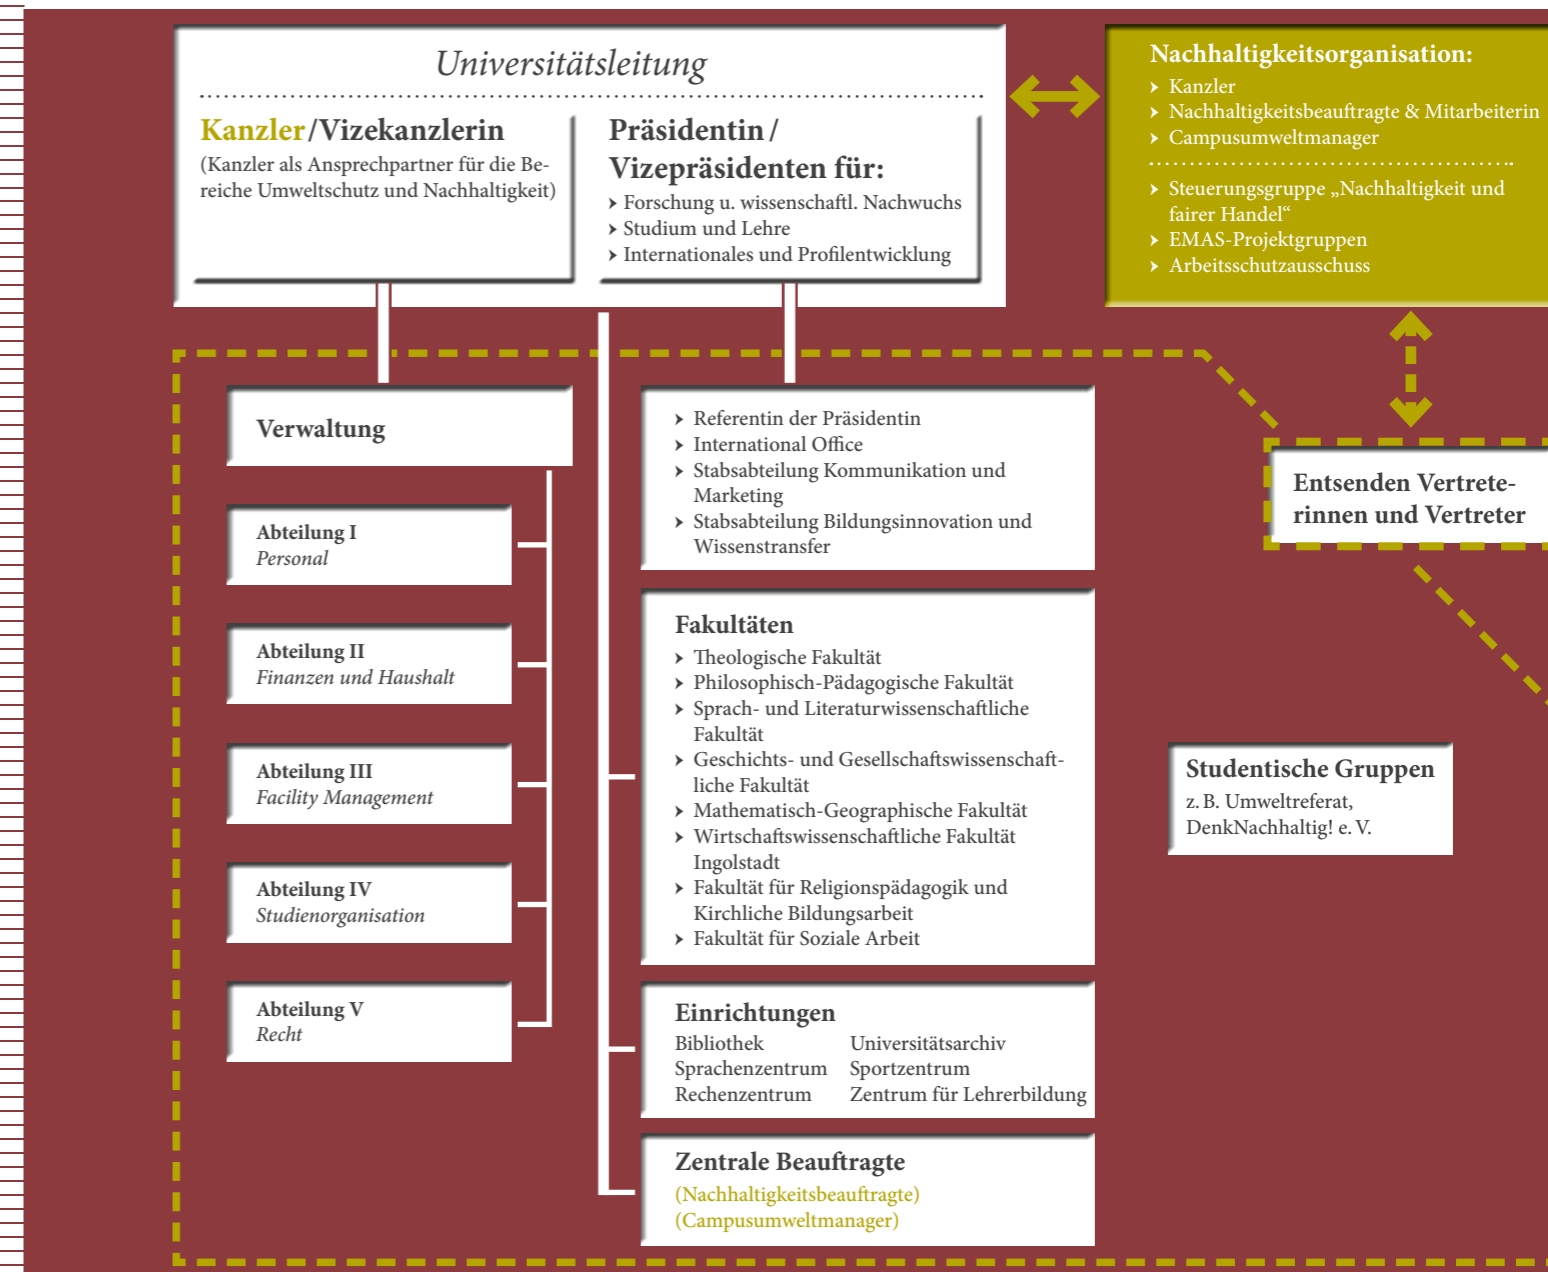 Universitätsleitung
Kanzler/Vizekanzlerin
(Kanzler als Ansprechpartner für die Be-
reiche Umweltschutz und Nachhaltigkeit)
Präsidentin/
Vizepräsidenten für:
Forschung u. wissenschaftl. Nachwuchs
Studium und Lehre
Internationales und Profilentwicklung
Nachhaltigkeitsorganisation:
Kanzler
Nachhaltigkeitsbeauftragte & Mitarbeiterin
Campusumweltmanager
Steuerungsgruppe „Nachhaltigkeit und
fairer Handel“
EMAS-Projektgruppen
Arbeitsschutzausschuss
Verwaltung
Abteilung I
Personal
Abteilung II
Finanzen und Haushalt
Abteilung III
Facility Management
Abteilung IV
Studienorganisation
Abteilung V
Recht
Referentin der Präsidentin
International Office
Stabsabteilung Kommunikation und
Marketing
Stabsabteilung Bildungsinnovation und
Wissenstransfer
Fakultäten
Theologische Fakultät
Philosophisch-Pädagogische Fakultät
Sprach- und Literaturwissenschaftliche
Fakultät
Geschichts- und Gesellschaftswissenschaft-
liche Fakultät
Mathematisch-Geographische Fakultät
Wirtschaftswissenschaftliche Fakultät
Ingolstadt
Fakultät für Religionspädagogik und
Kirchliche Bildungsarbeit
Fakultät für Soziale Arbeit
Einrichtungen
Bibliothek Universitätsarchiv
Sprachenzentrum Sportzentrum
Rechenzentrum Zentrum für Lehrerbildung
Zentrale Beauftragte
(Nachhaltigkeitsbeauftragte)
(Campusumweltmanager)
Entsenden Vertrete-
rinnen und Vertreter
Studentische Gruppen
z. B. Umweltreferat,
DenkNachhaltig! e. V.